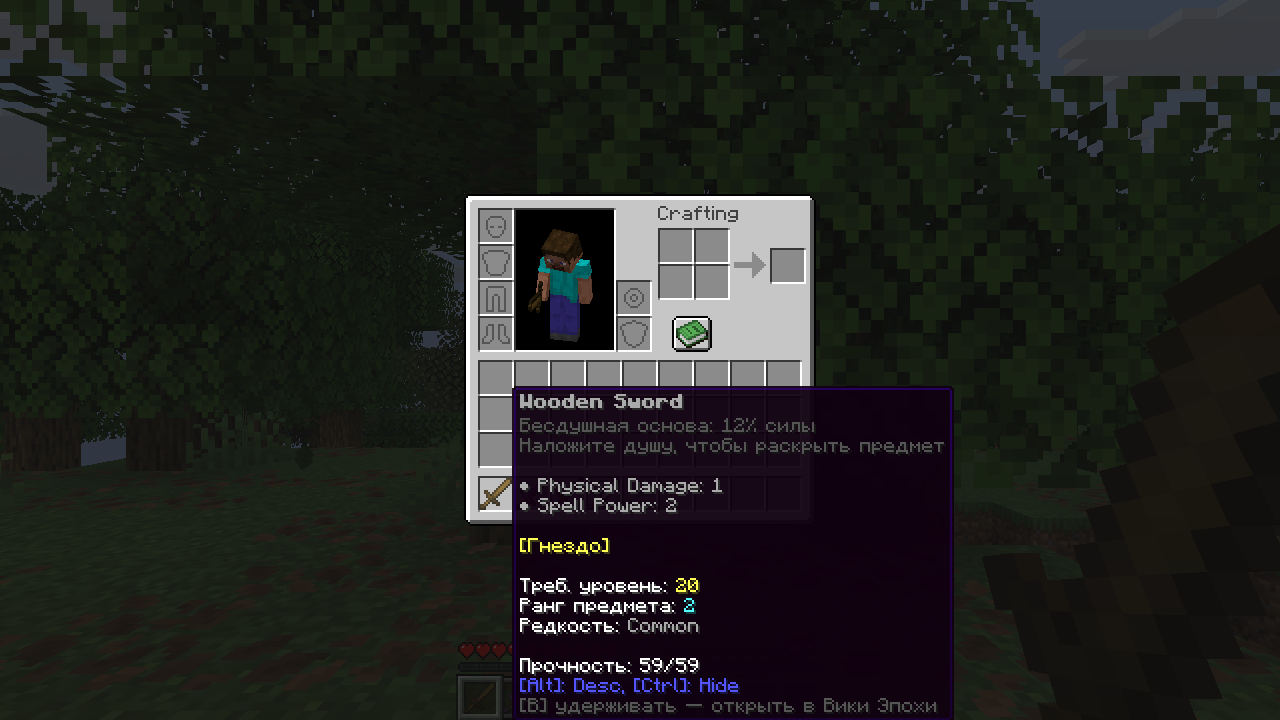 Crafting
Wooden Sword
Бездушная основа: 12% силы
Наложите душу, чтобы раскрыть предмет
• Physical Damage: 1
• Spell Power: 2
[Гнездо]
Треб. уровень: 20
Ранг предмета: 2
Редкость: Common
Прочность: 59/59
[Alt]: Desc, [Ctrl]: Hide
[B] удерживать — открыть в Вики Эпохи